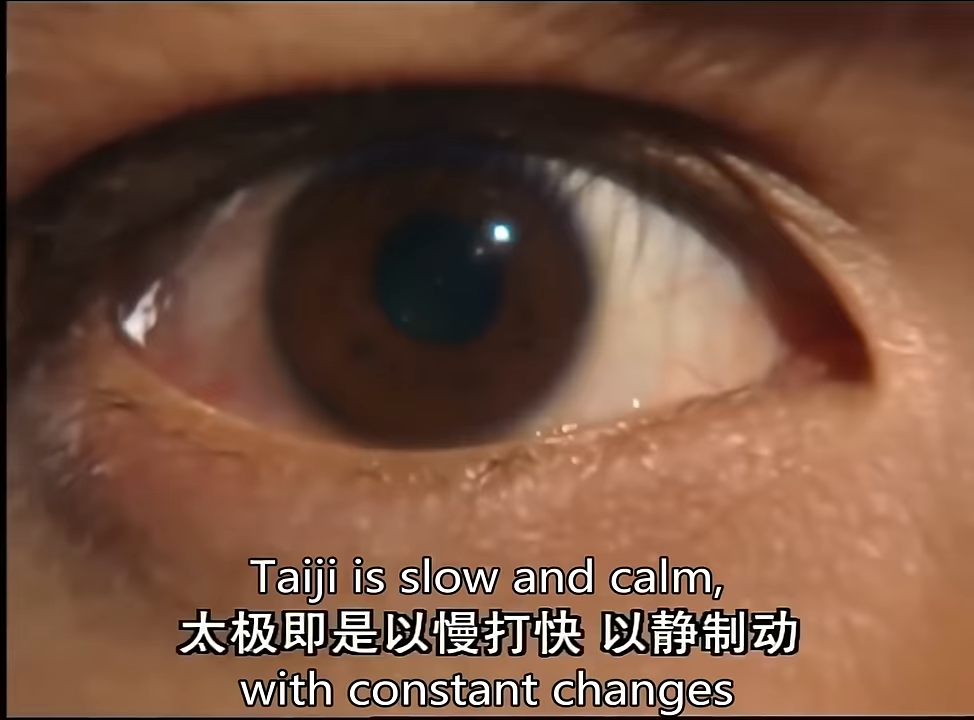 Taiji is slow and calm,
太极即是以慢打快 以静制动
with constant changes